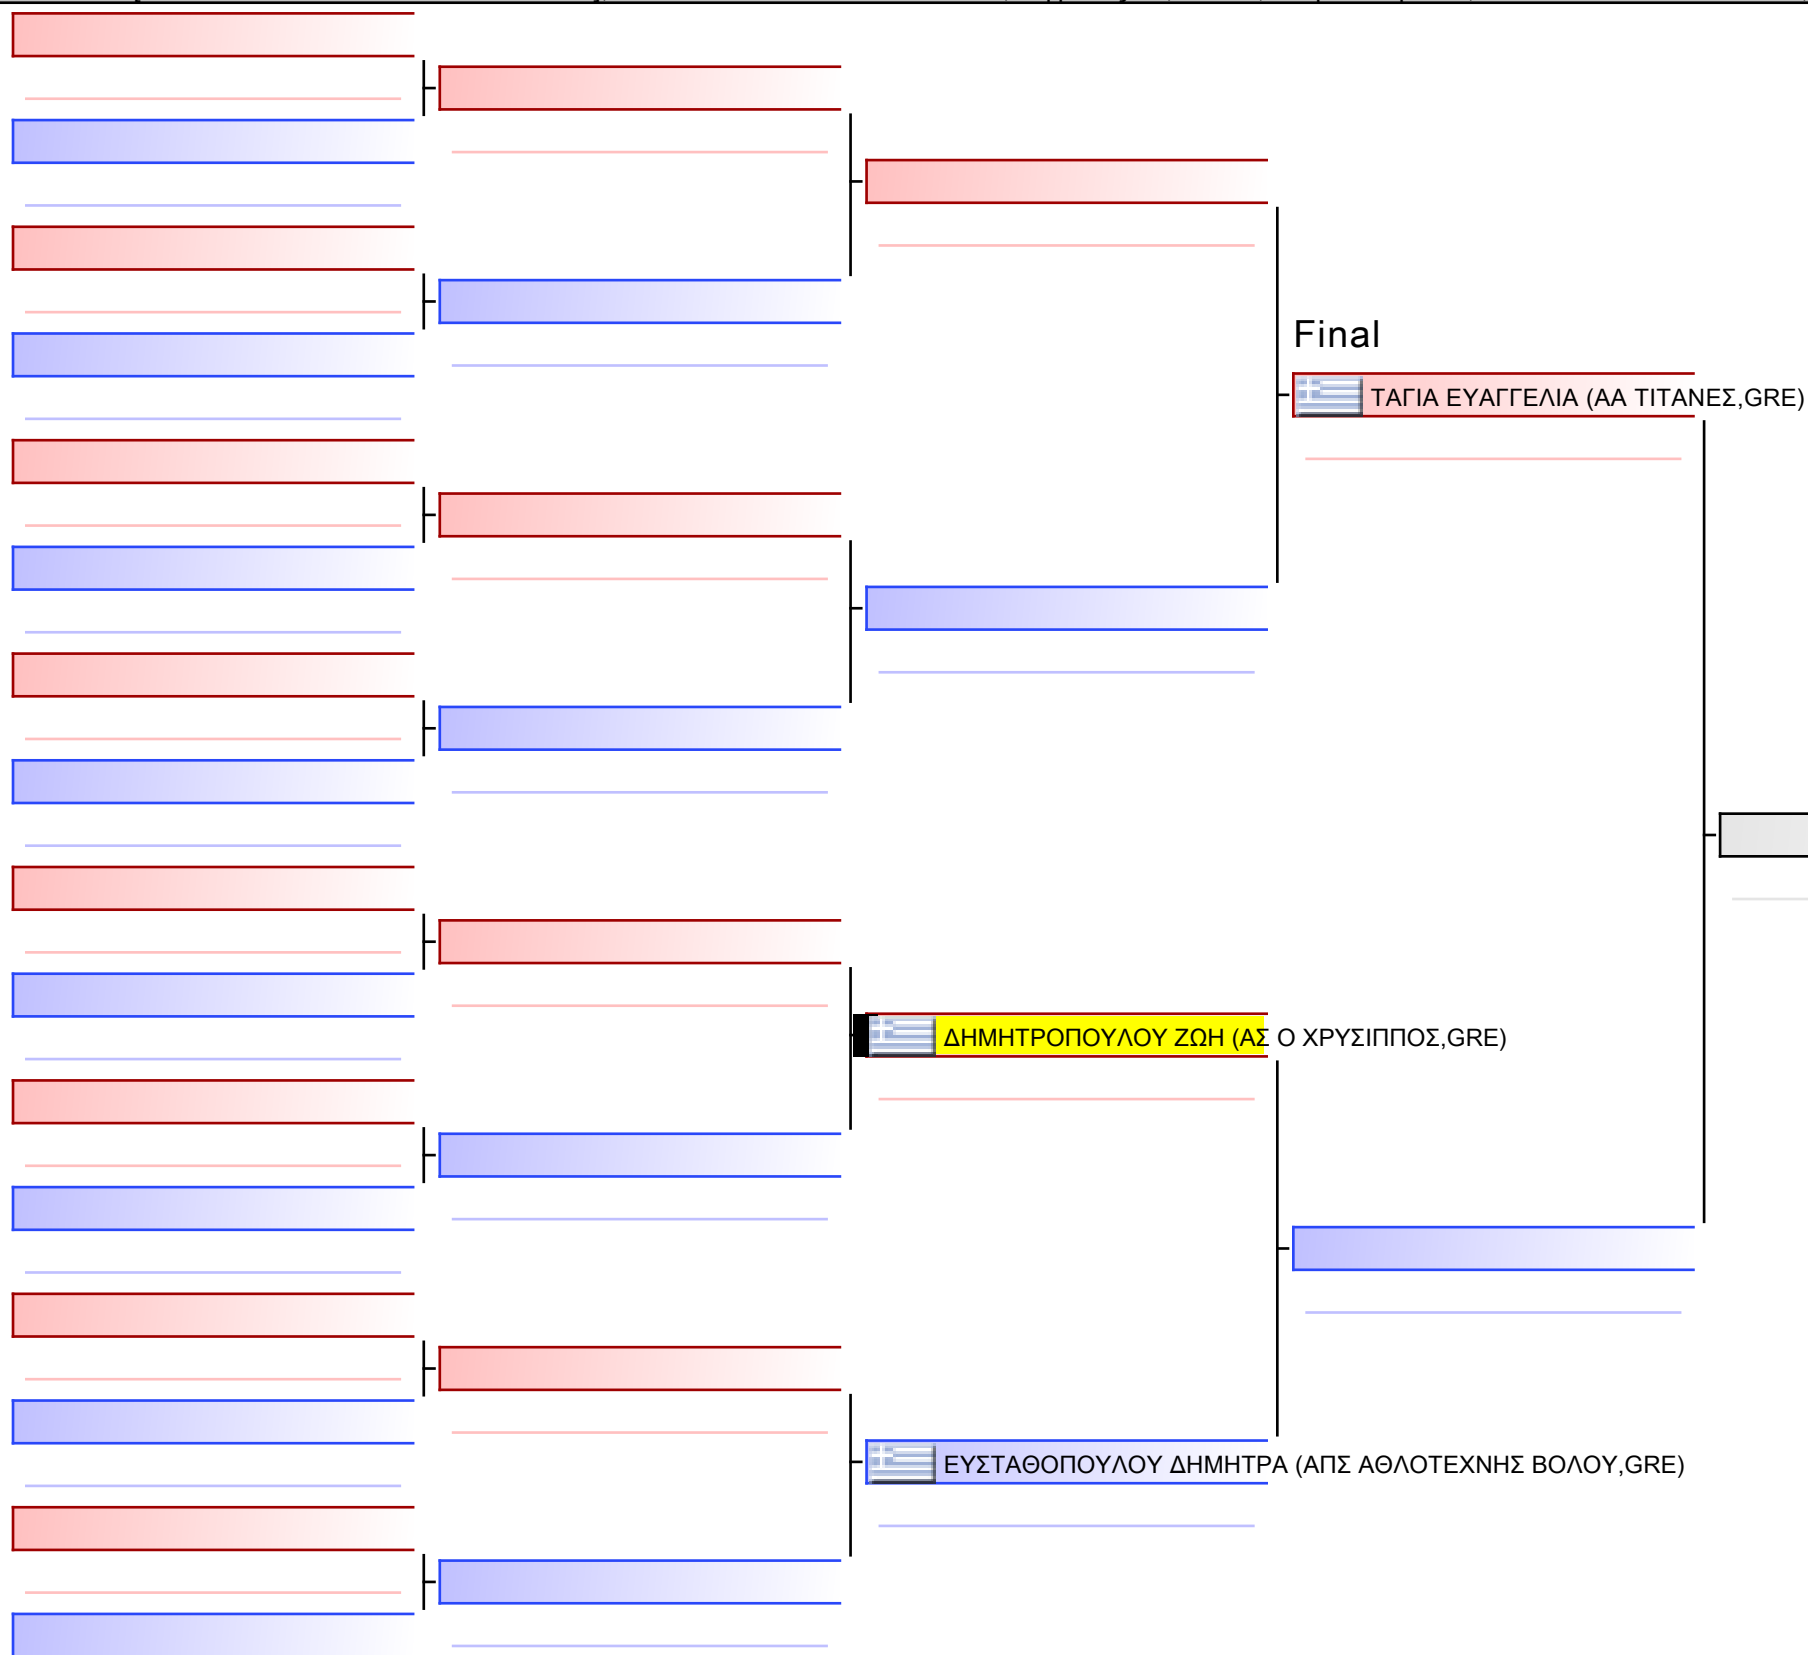 Final
ΤΑΓΙΑ ΕΥΑΓΓΕΛΙΑ (ΑΑ ΤΙΤΑΝΕΣ,GRE)
ΔΗΜΗΤΡΟΠΟΥΛΟΥ ΖΩΗ (ΑΣ Ο ΧΡΥΣΙΠΠΟΣ,GRE)
ΕΥΣΤΑΘΟΠΟΥΛΟΥ ΔΗΜΗΤΡΑ (ΑΠΣ ΑΘΛΟΤΕΧΝΗΣ ΒΟΛΟΥ,GRE)